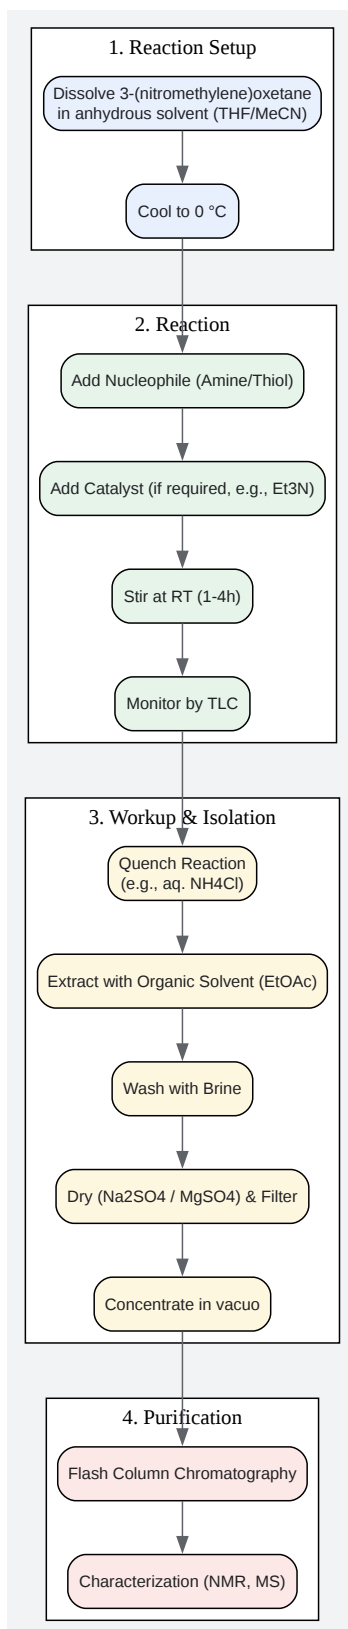 1. Reaction Setup
Dissolve 3-(nitromethylene)oxetane
in anhydrous solvent (THF/MeCN)
Cool to 0 °C
2. Reaction
Add Nucleophile (Amine/Thiol)
Add Catalyst (if required, e.g., Et3N)
Stir at RT (1-4h)
Monitor by TLC
3. Workup & Isolation
Quench Reaction
(e.g., aq. NH4Cl)
Extract with Organic Solvent (EtOAc)
Wash with Brine
Dry (Na2SO4 / MgSO4) & Filter
Concentrate in vacuo
4. Purification
Flash Column Chromatography
Characterization (NMR, MS)